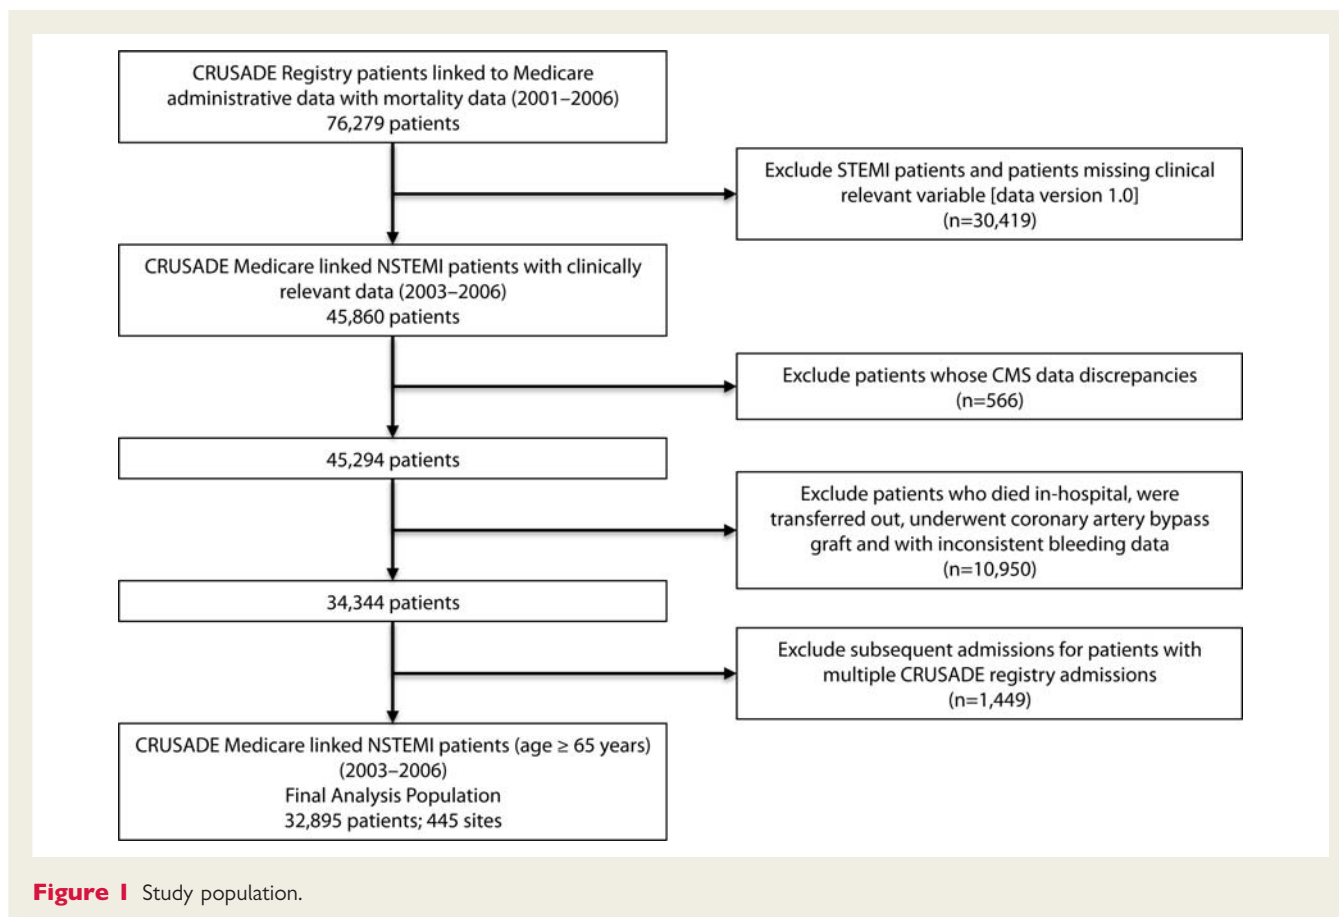 CRUSADE Registry patients linked to Medicare
administrative data with mortality data (2001–2006)
76,279 patients
Exclude STEMI patients and patients missing clinical
relevant variable [data version 1.0]
(n=30,419)
CRUSADE Medicare linked NSTEMI patients with clinically
relevant data (2003–2006)
45,860 patients
Exclude patients whose CMS data discrepancies
(n=566)
45,294 patients
Exclude patients who died in-hospital, were
transferred out, underwent coronary artery bypass
graft and with inconsistent bleeding data
(n=10,950)
34,344 patients
Exclude subsequent admissions for patients with
multiple CRUSADE registry admissions
(n=1,449)
CRUSADE Medicare linked NSTEMI patients (age ≥ 65 years)
(2003–2006)
Final Analysis Population
32,895 patients; 445 sites
Figure 1 Study population.